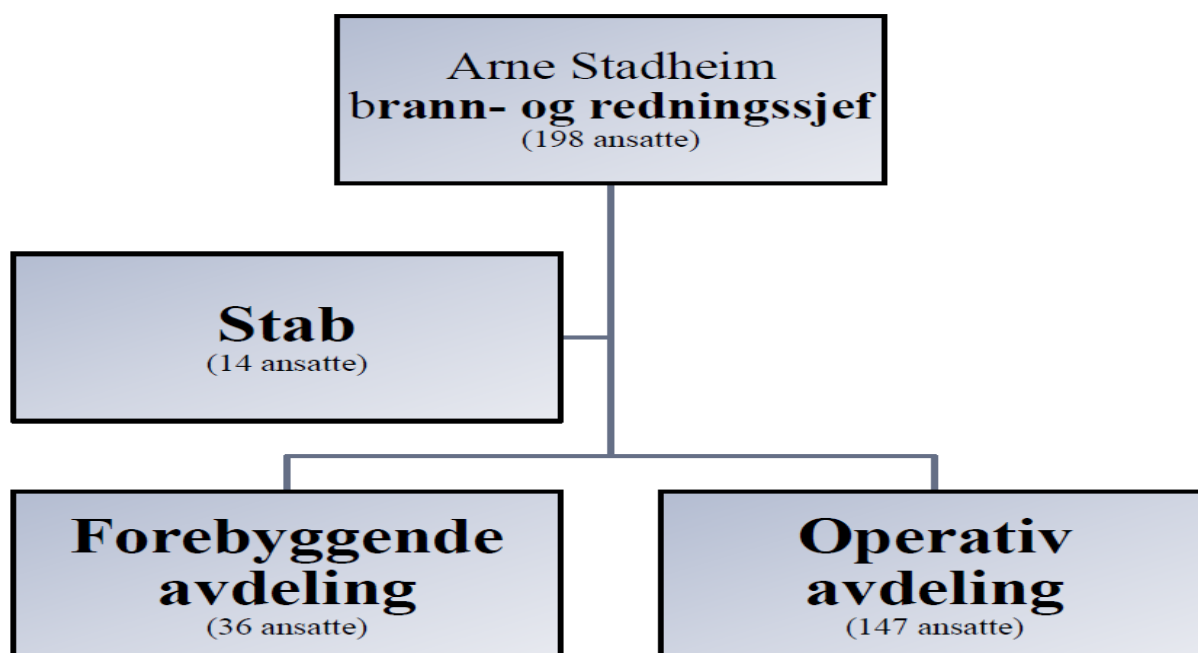 Arne Stadheim
brann- og redningssjef
(198 ansatte)
Stab
(14 ansatte)
Forebyggende
avdeling
(36 ansatte)
Operativ
avdeling
(147 ansatte)